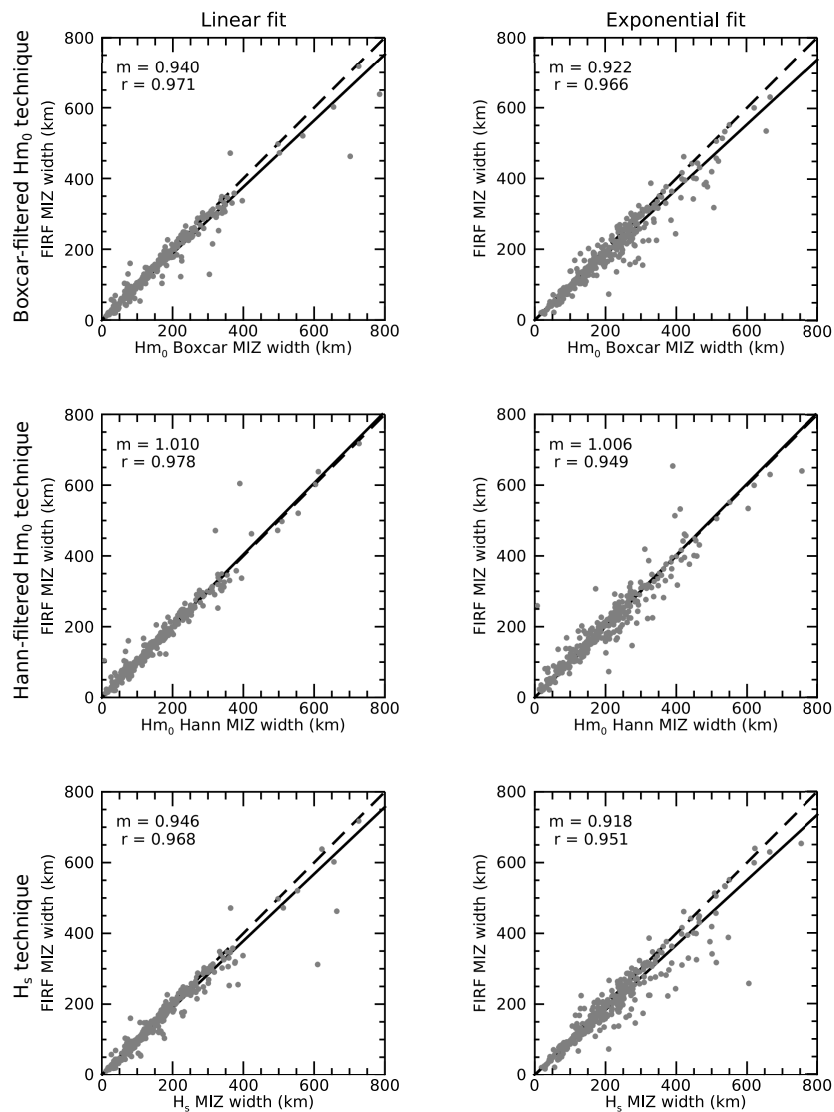 Linear fit
Exponential fit
Boxcar-filtered Hm₀ technique
FIRF MIZ width (km)
800
600
400
200
0
m = 0.940
r = 0.971
0 200 400 600 800
Hm₀ Boxcar MIZ width (km)
FIRF MIZ width (km)
800
600
400
200
0
m = 0.922
r = 0.966
0 200 400 600 800
Hm₀ Boxcar MIZ width (km)
Hann-filtered Hm₀ technique
FIRF MIZ width (km)
800
600
400
200
0
m = 1.010
r = 0.978
0 200 400 600 800
Hm₀ Hann MIZ width (km)
FIRF MIZ width (km)
800
600
400
200
0
m = 1.006
r = 0.949
0 200 400 600 800
Hm₀ Hann MIZ width (km)
Hₛ technique
FIRF MIZ width (km)
800
600
400
200
0
m = 0.946
r = 0.968
0 200 400 600 800
Hₛ MIZ width (km)
FIRF MIZ width (km)
800
600
400
200
0
m = 0.918
r = 0.951
0 200 400 600 800
Hₛ MIZ width (km)